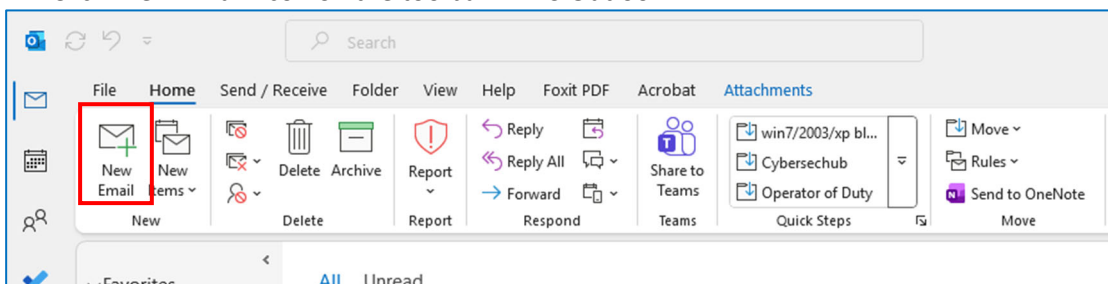 Search
File Home Send / Receive Folder View Help Foxit PDF Acrobat Attachments
New Email
New Items
Delete
Archive
Report
Reply
Reply All
Forward
Share to Teams
win7/2003/xp bl...
Cybersechub
Operator of Duty
Move
Rules
Send to OneNote
New Delete Report Respond Teams Quick Steps Move
Favorites
All Unread